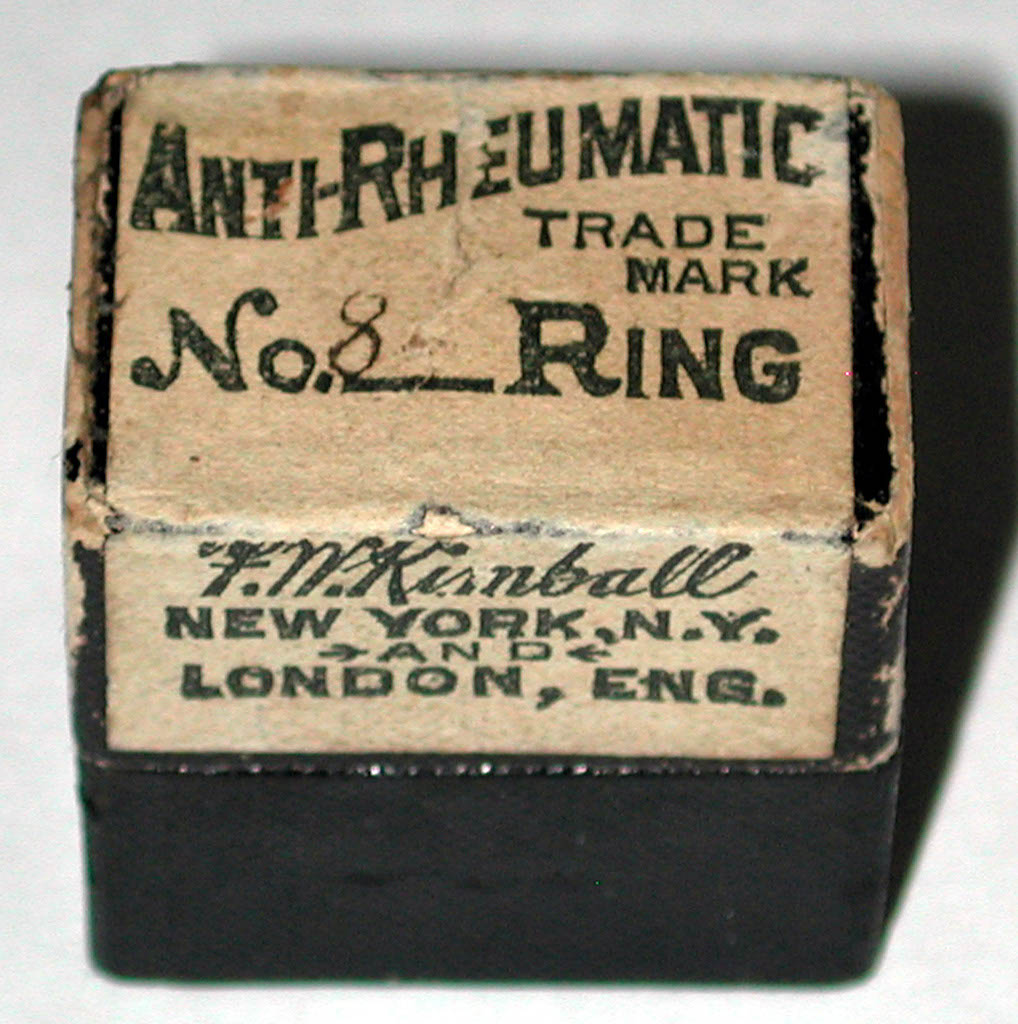 ANTI-RHEUMATIC
TRADE
MARK
No. 8 RING
F.W. Kimball
NEW YORK, N.Y.
AND
LONDON, ENG.